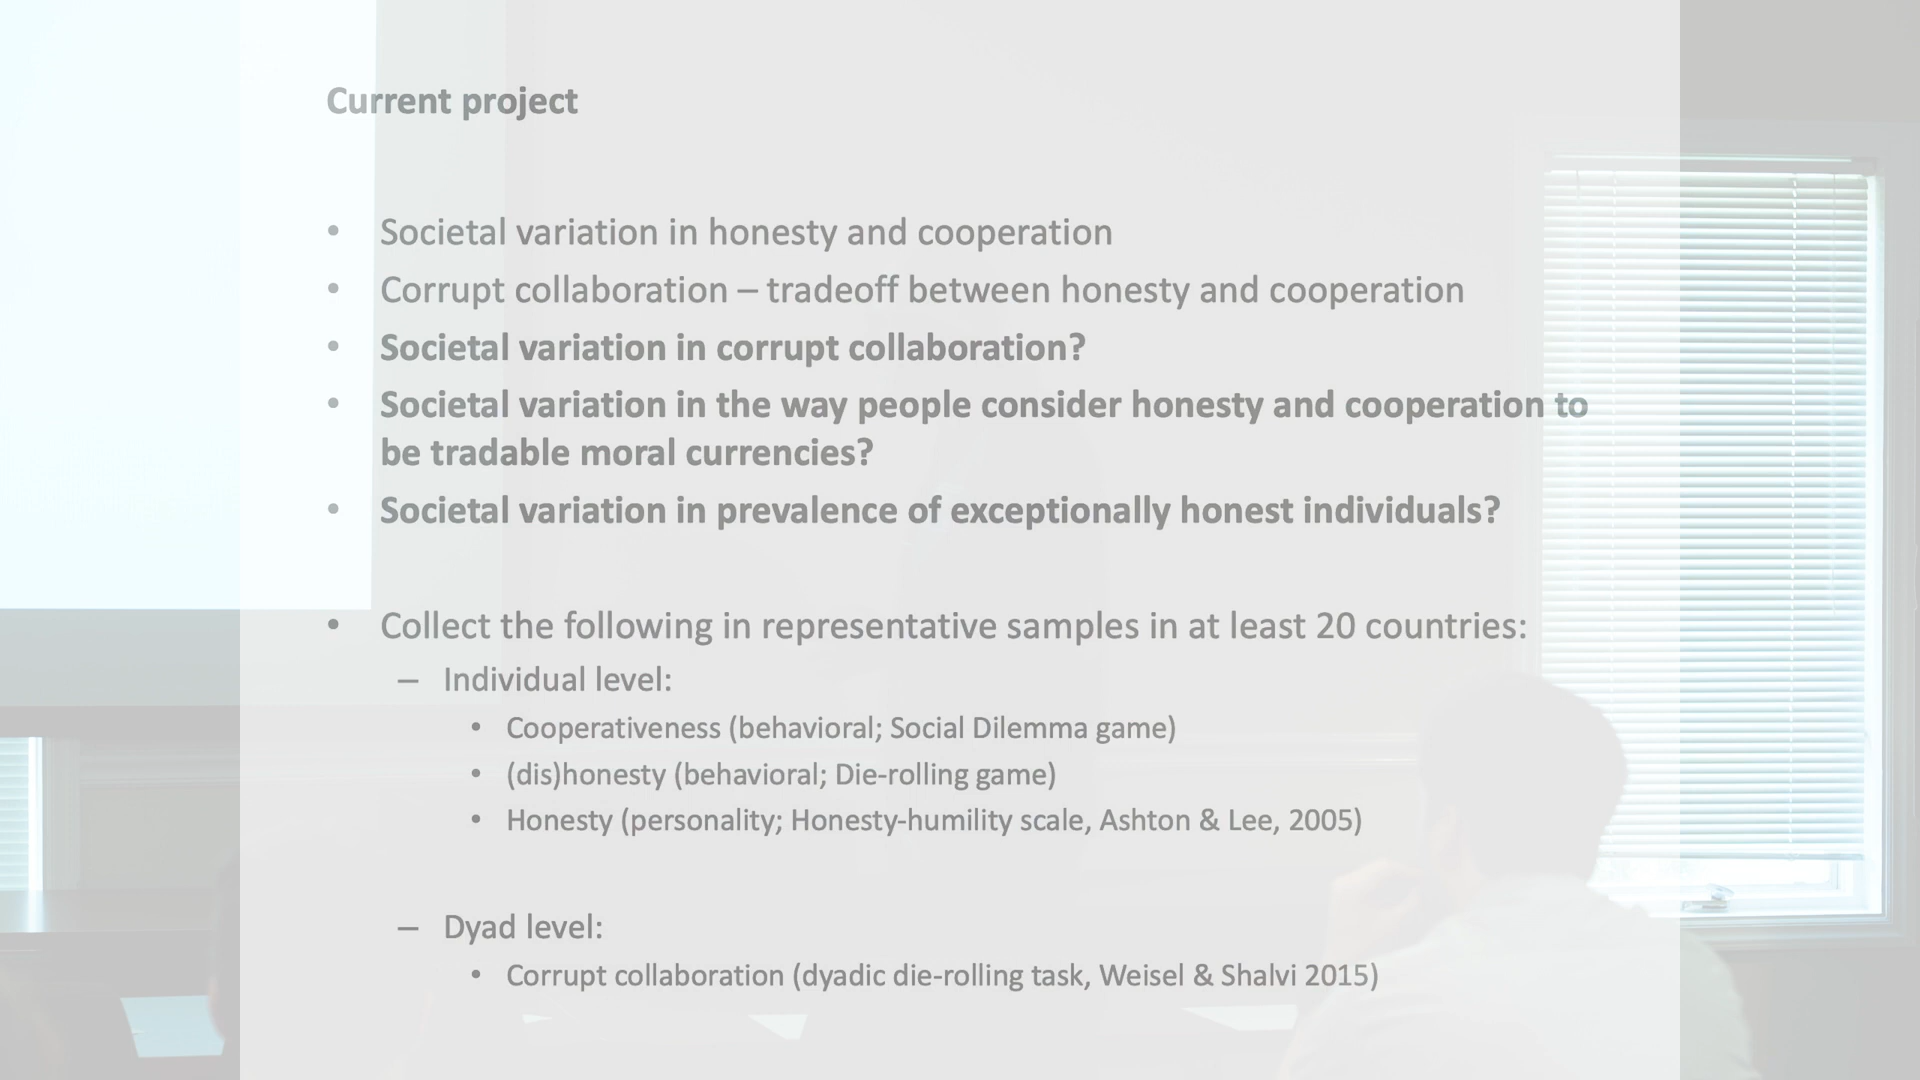 Current project
• Societal variation in honesty and cooperation
• Corrupt collaboration – tradeoff between honesty and cooperation
• Societal variation in corrupt collaboration?
• Societal variation in the way people consider honesty and cooperation to
be tradable moral currencies?
• Societal variation in prevalence of exceptionally honest individuals?
• Collect the following in representative samples in at least 20 countries:
– Individual level:
• Cooperativeness (behavioral; Social Dilemma game)
• (dis)honesty (behavioral; Die-rolling game)
• Honesty (personality; Honesty-humility scale, Ashton & Lee, 2005)
– Dyad level:
• Corrupt collaboration (dyadic die-rolling task, Weisel & Shalvi 2015)